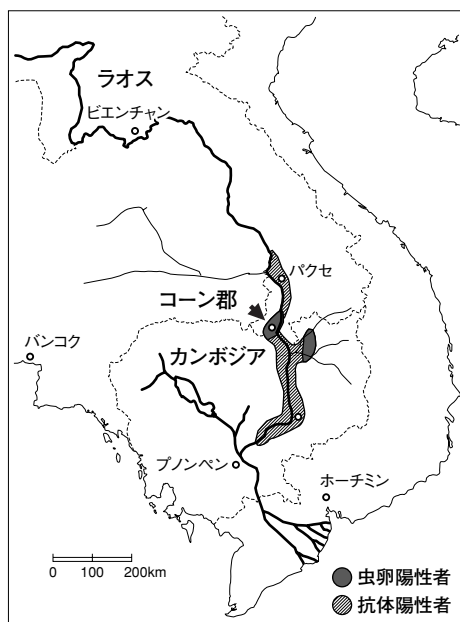 ラオス
ビエンチャン
パクセ
コーン郡
バンコク
カンボジア
プノンペン
ホーチミン
0 100 200km
虫卵陽性者
抗体陽性者